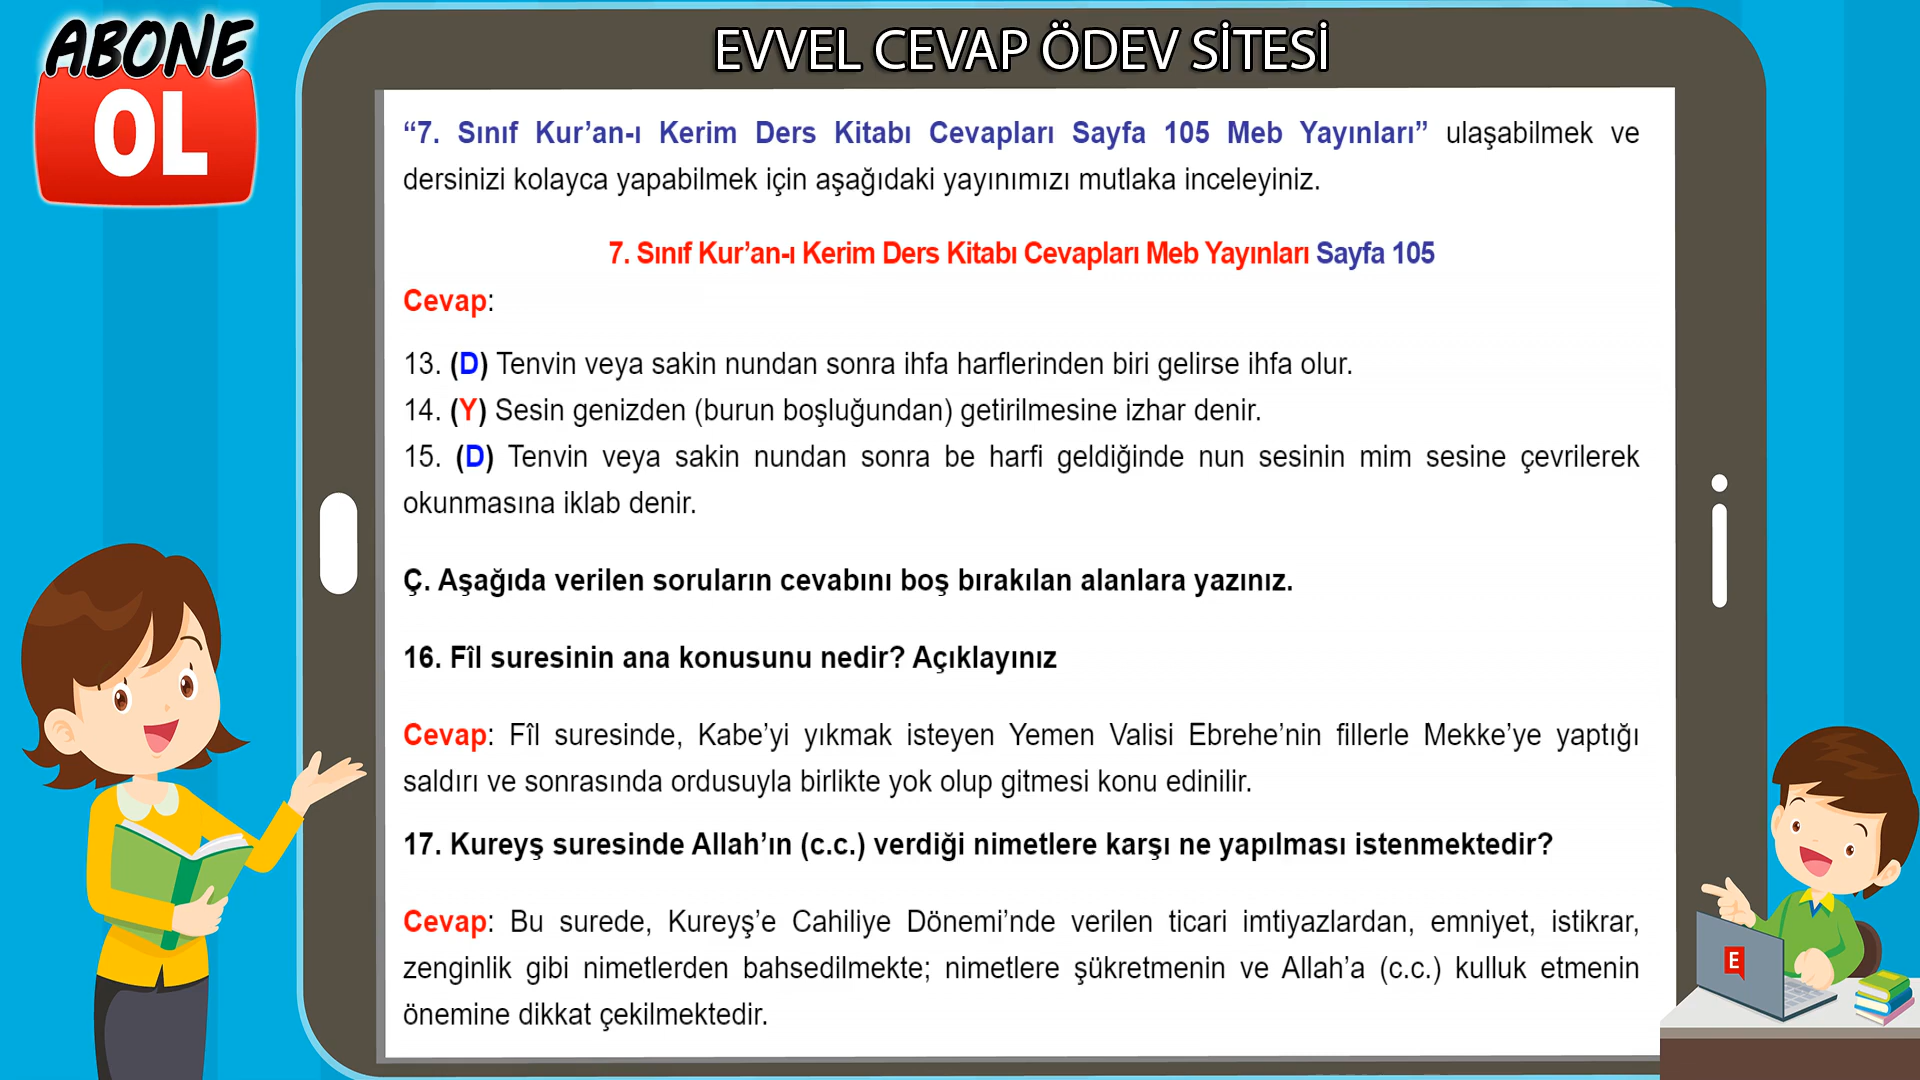 ABONE
OL
EVVEL CEVAP ÖDEV SİTESİ
“7. Sınıf Kur’an-ı Kerim Ders Kitabı Cevapları Sayfa 105 Meb Yayınları” ulaşabilmek ve
dersinizi kolayca yapabilmek için aşağıdaki yayınımızı mutlaka inceleyiniz.
7. Sınıf Kur’an-ı Kerim Ders Kitabı Cevapları Meb Yayınları Sayfa 105
Cevap:
13. (D) Tenvin veya sakin nundan sonra ihfa harflerinden biri gelirse ihfa olur.
14. (Y) Sesin genizden (burun boşluğundan) getirilmesine izhar denir.
15. (D) Tenvin veya sakin nundan sonra be harfi geldiğinde nun sesinin mim sesine çevrilerek
okunmasına iklab denir.
Ç. Aşağıda verilen soruların cevabını boş bırakılan alanlara yazınız.
16. Fîl suresinin ana konusunu nedir? Açıklayınız
Cevap: Fîl suresinde, Kabe’yi yıkmak isteyen Yemen Valisi Ebrehe’nin fillerle Mekke’ye yaptığı
saldırı ve sonrasında ordusuyla birlikte yok olup gitmesi konu edinilir.
17. Kureyş suresinde Allah’ın (c.c.) verdiği nimetlere karşı ne yapılması istenmektedir?
Cevap: Bu surede, Kureyş’e Cahiliye Dönemi’nde verilen ticari imtiyazlardan, emniyet, istikrar,
zenginlik gibi nimetlerden bahsedilmekte; nimetlere şükretmenin ve Allah’a (c.c.) kulluk etmenin
önemine dikkat çekilmektedir.
E